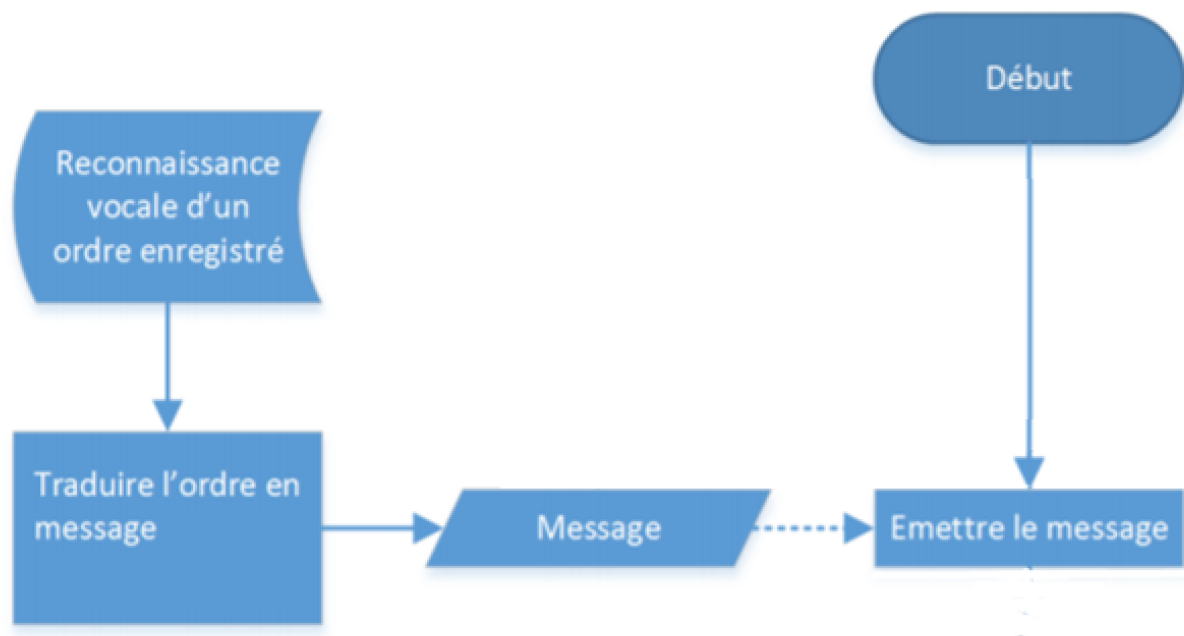 Début
Reconnaissance
vocale d'un
ordre enregistré
Traduire l'ordre en
message
Message
Emettre le message